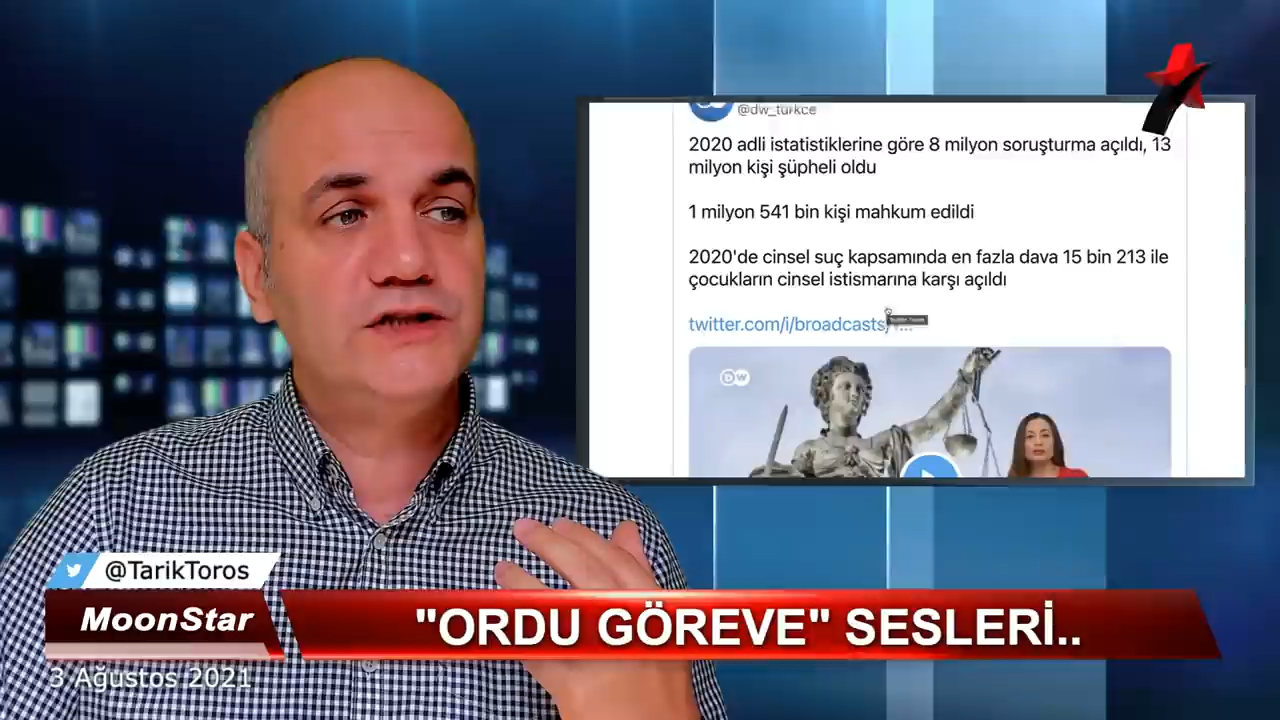 @dw_turkce
2020 adli istatistiklerine göre 8 milyon soruşturma açıldı, 13
milyon kişi şüpheli oldu
1 milyon 541 bin kişi mahkum edildi
2020'de cinsel suç kapsamında en fazla dava 15 bin 213 ile
çocukların cinsel istismarına karşı açıldı
twitter.com/i/broadcasts/
DW
@TarikToros
MoonStar
"ORDU GÖREVE" SESLERİ..
3 Ağustos 2021